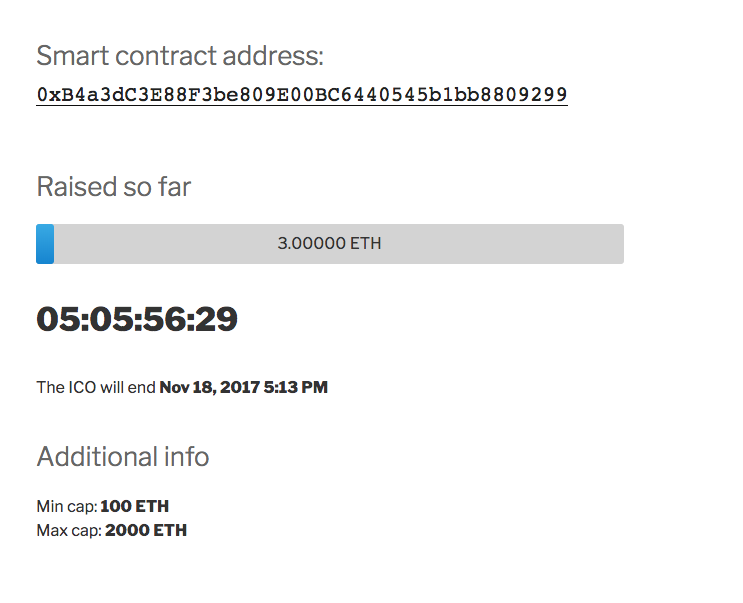 Smart contract address:
0xB4a3dC3E88F3be809E00BC6440545b1bb8809299
Raised so far
3.00000 ETH
05:05:56:29
The ICO will end Nov 18, 2017 5:13 PM
Additional info
Min cap: 100 ETH
Max cap: 2000 ETH